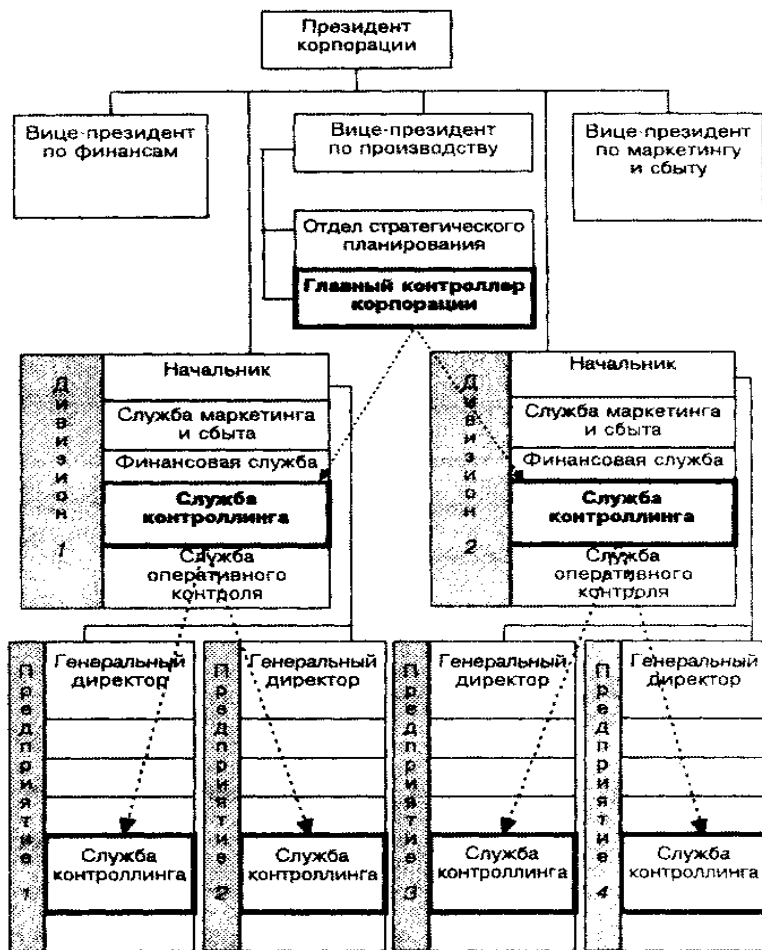 Президент
корпорации
Вице-президент
по финансам
Вице-президент
по производству
Вице-президент
по маркетингу
и сбыту
Отдел стратегического
планирования
Главный контроллер
корпорации
Дивизион 1
Начальник
Служба маркетинга
и сбыта
Финансовая служба
Служба
контроллинга
Служба
оперативного
контроля
Дивизион 2
Начальник
Служба маркетинга
и сбыта
Финансовая служба
Служба
контроллинга
Служба
оперативного
контроля
Предприятие 1
Генеральный
директор
Служба
контроллинга
Предприятие 2
Генеральный
директор
Служба
контроллинга
Предприятие 3
Генеральный
директор
Служба
контроллинга
Предприятие 4
Генеральный
директор
Служба
контроллинга